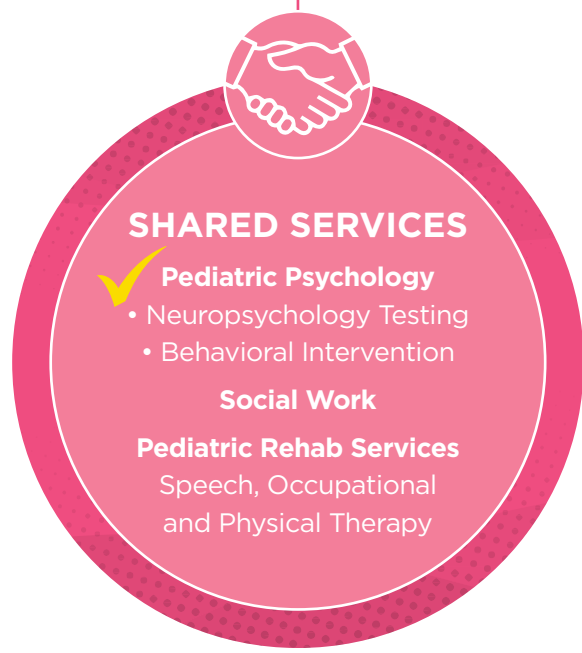 SHARED SERVICES
Pediatric Psychology
• Neuropsychology Testing
• Behavioral Intervention
Social Work
Pediatric Rehab Services
Speech, Occupational
and Physical Therapy